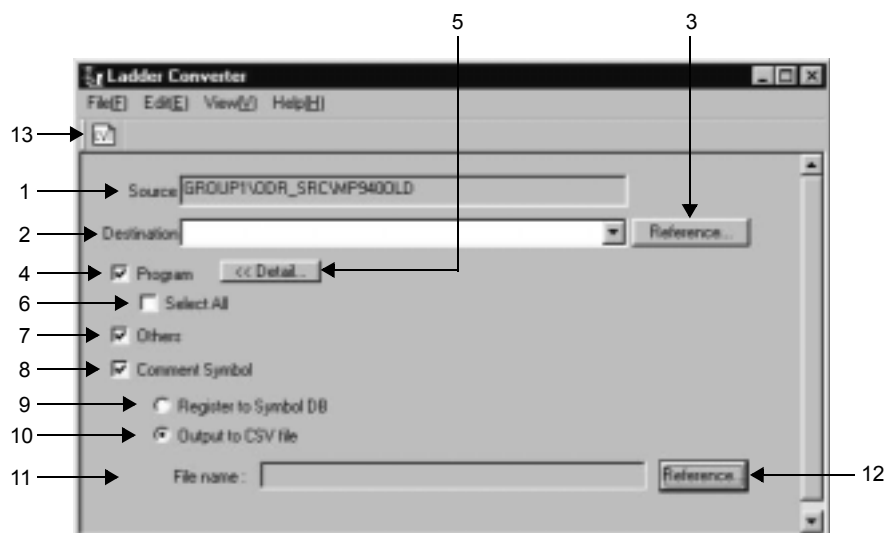 5 3
Ladder Converter
File(F) Edit(E) View(V) Help(H)
13
1 Source GROUP1\ODR_SRC\MP940OLD
2 Destination Reference...
4 Program << Detail...
6 Select All
7 Others
8 Comment Symbol
9 Register to Symbol DB
10 Output to CSV file
11 File name : Reference... 12